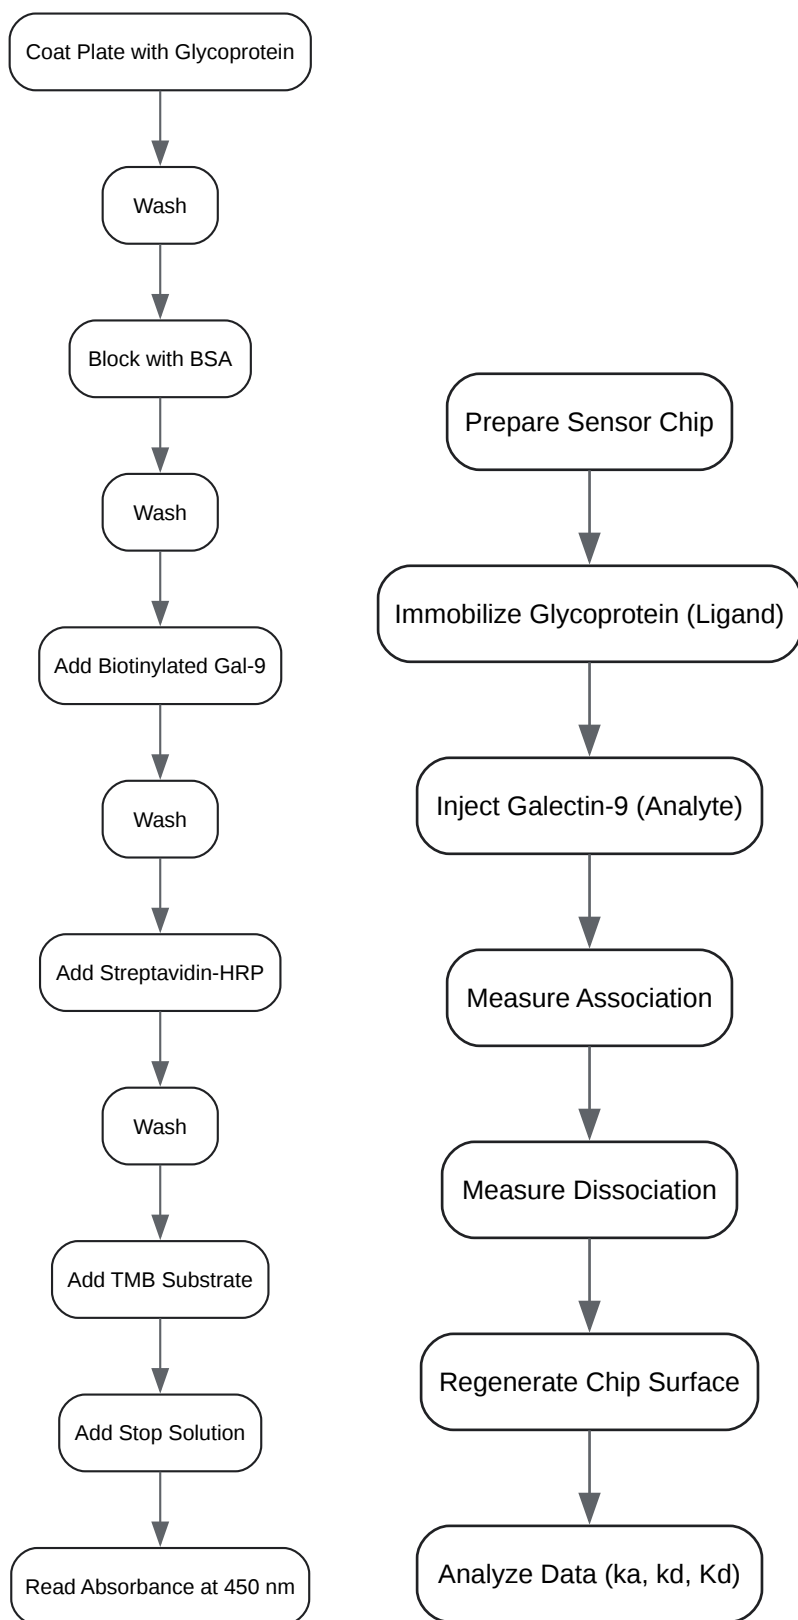 Coat Plate with Glycoprotein
Wash
Block with BSA
Wash
Add Biotinylated Gal-9
Wash
Add Streptavidin-HRP
Wash
Add TMB Substrate
Add Stop Solution
Read Absorbance at 450 nm
Prepare Sensor Chip
Immobilize Glycoprotein (Ligand)
Inject Galectin-9 (Analyte)
Measure Association
Measure Dissociation
Regenerate Chip Surface
Analyze Data (ka, kd, Kd)